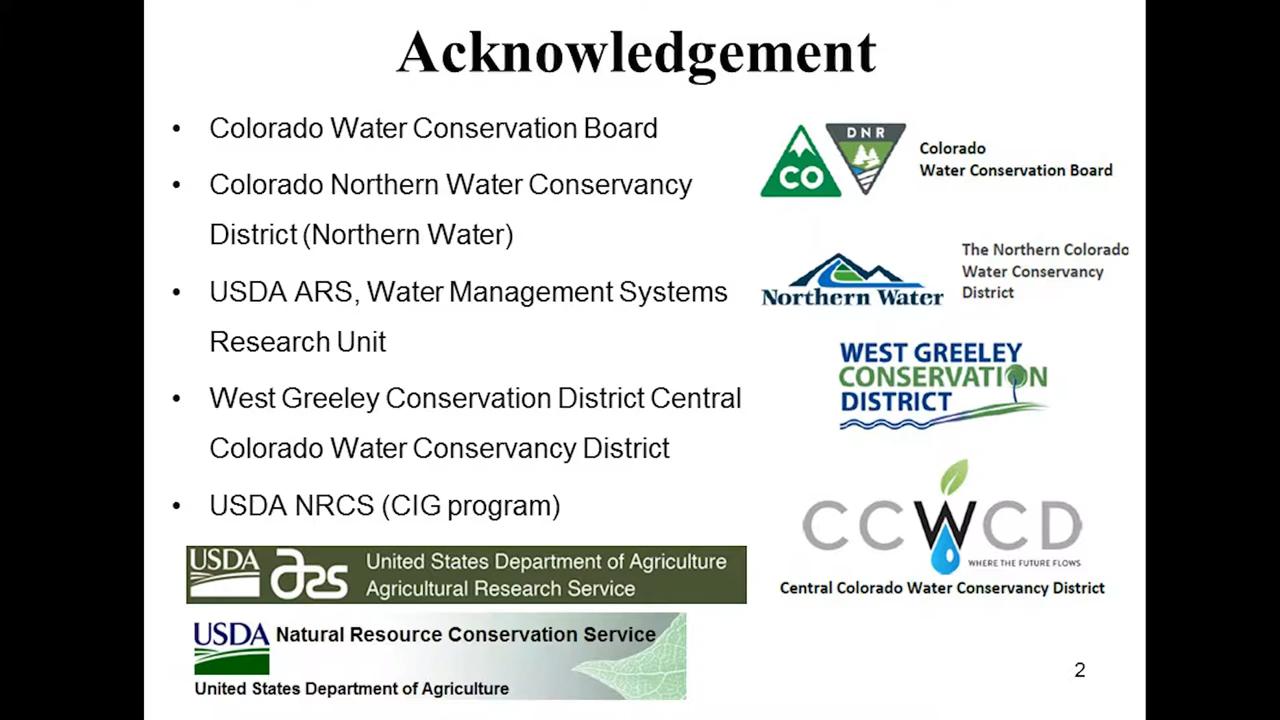 Acknowledgement
• Colorado Water Conservation Board
• Colorado Northern Water Conservancy
District (Northern Water)
• USDA ARS, Water Management Systems
Research Unit
• West Greeley Conservation District Central
Colorado Water Conservancy District
• USDA NRCS (CIG program)
CO
DNR
Colorado
Water Conservation Board
Northern Water
The Northern Colorado
Water Conservancy
District
WEST GREELEY
CONSERVATION
DISTRICT
CCWCD
WHERE THE FUTURE FLOWS
Central Colorado Water Conservancy District
USDA ars
United States Department of Agriculture
Agricultural Research Service
USDA Natural Resource Conservation Service
United States Department of Agriculture
2